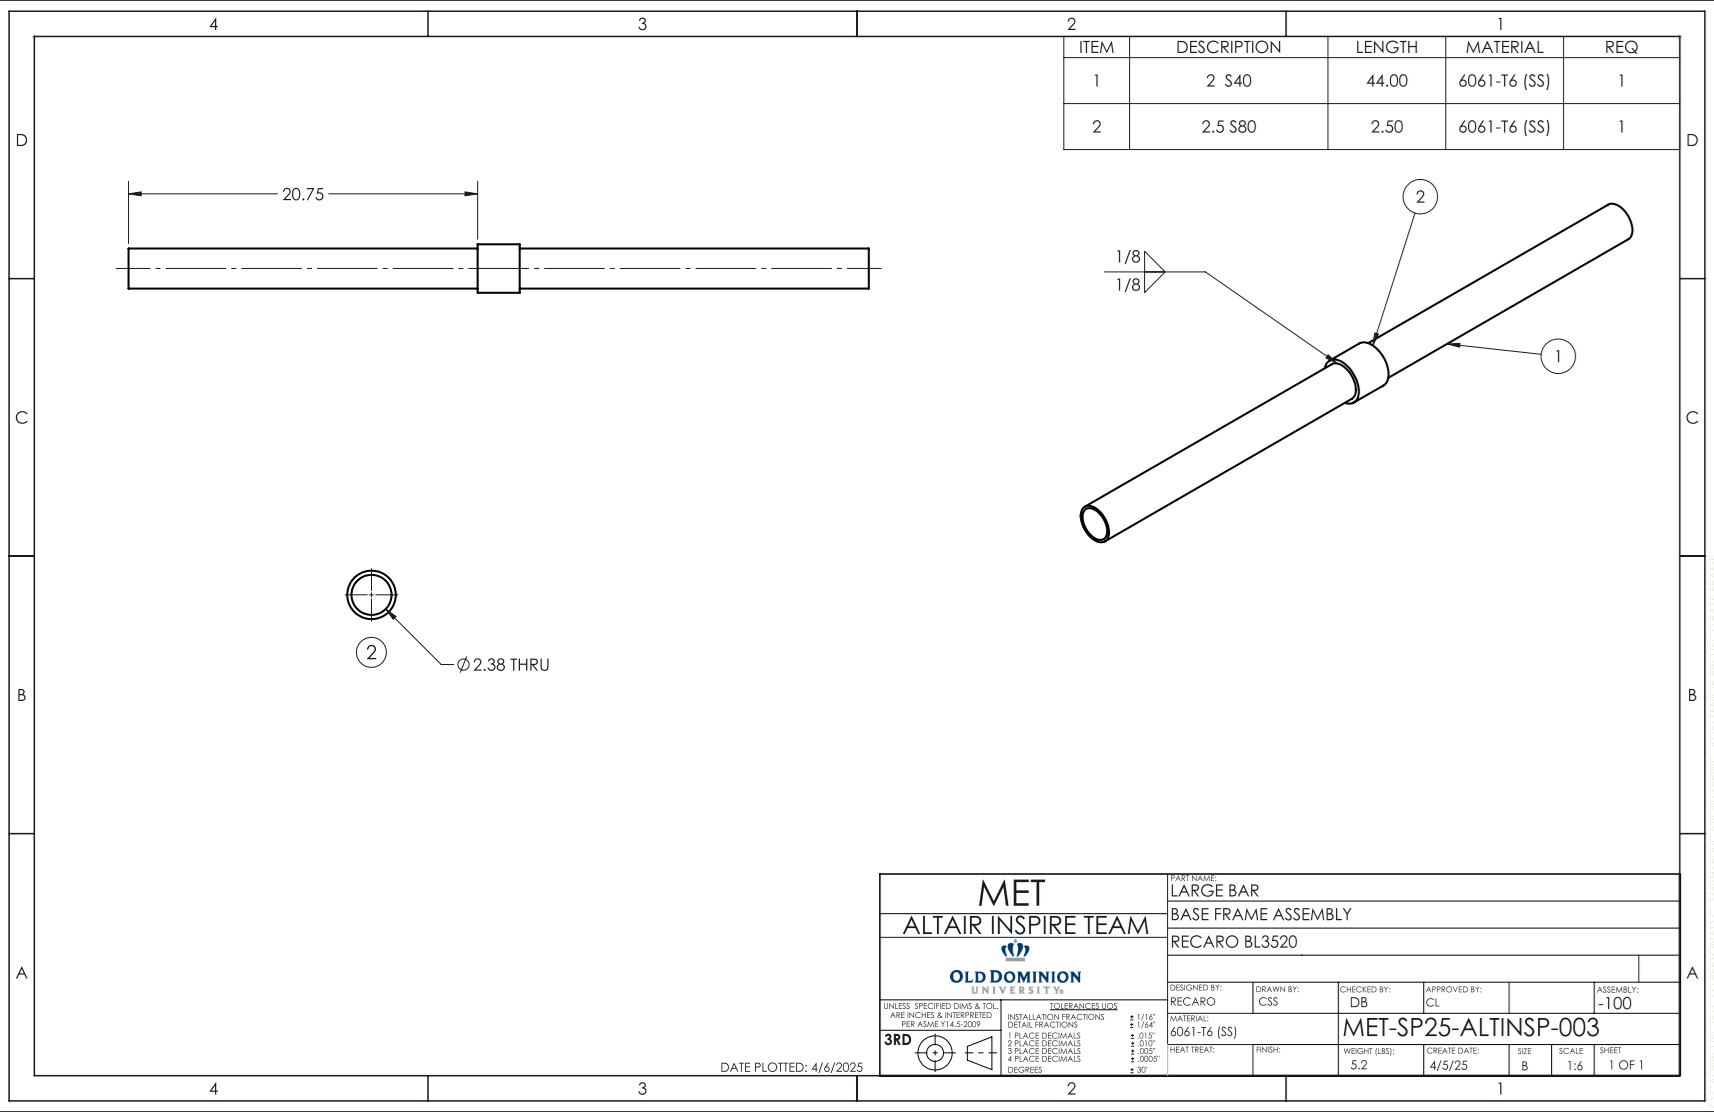 4 3 2 1
ITEM DESCRIPTION LENGTH MATERIAL REQ
1 2 S40 44.00 6061-T6 (SS) 1
2 2.5 S80 2.50 6061-T6 (SS) 1
D D
20.75
2
1/8
1/8
1
C C
2
Ø2.38 THRU
B B
MET
ALTAIR INSPIRE TEAM
OLD DOMINION
UNIVERSITY
PART NAME:
LARGE BAR
BASE FRAME ASSEMBLY
RECARO BL3520
A A
DESIGNED BY: DRAWN BY: CHECKED BY: APPROVED BY: ASSEMBLY:
RECARO CSS DB CL -100
UNLESS SPECIFIED DIMS & TOL.
ARE INCHES & INTERPRETED
PER ASME Y14.5-2009
3RD
TOLERANCES UOS
INSTALLATION FRACTIONS ± 1/16"
DETAIL FRACTIONS ± 1/64"
1 PLACE DECIMALS ± .015"
2 PLACE DECIMALS ± .010"
3 PLACE DECIMALS ± .005"
4 PLACE DECIMALS ± .0005"
DEGREES ± 30'
MATERIAL:
6061-T6 (SS)
MET-SP25-ALTINSP-003
HEAT TREAT: FINISH: WEIGHT (LBS): CREATE DATE: SIZE SCALE SHEET
5.2 4/5/25 B 1:6 1 OF 1
DATE PLOTTED: 4/6/2025
4 3 2 1